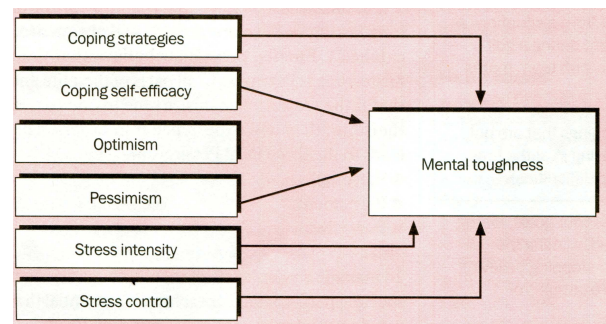 Coping strategies
Coping self-efficacy
Optimism
Mental toughness
Pessimism
Stress intensity
Stress control